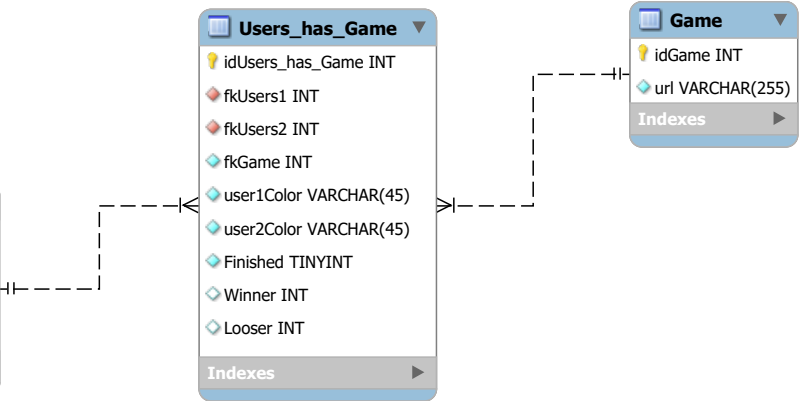 Users_has_Game
idUsers_has_Game INT
fkUsers1 INT
fkUsers2 INT
fkGame INT
user1Color VARCHAR(45)
user2Color VARCHAR(45)
Finished TINYINT
Winner INT
Looser INT
Indexes
Game
idGame INT
url VARCHAR(255)
Indexes